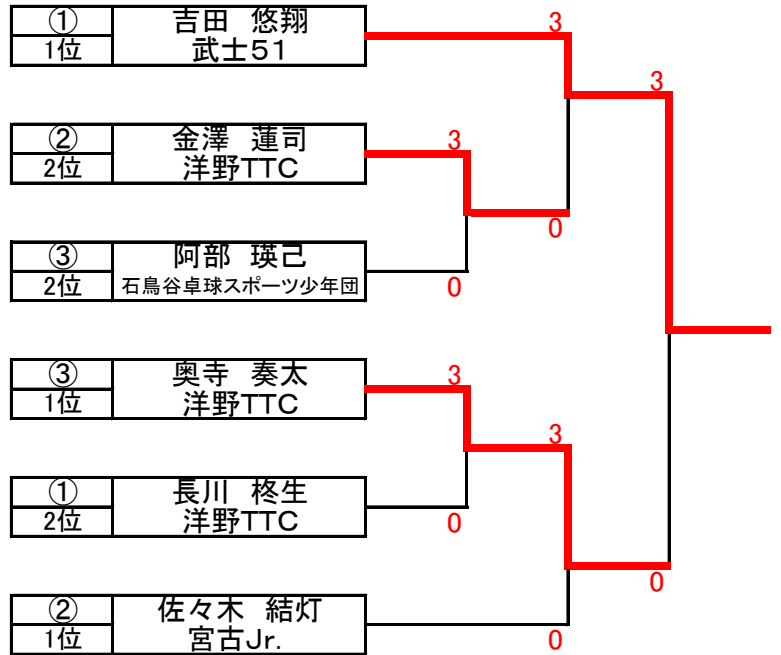 ① 吉田 悠翔
1位 武士51
3
3
② 金澤 蓮司
2位 洋野TTC
3
0
③ 阿部 瑛己
2位 石鳥谷卓球スポーツ少年団
0
③ 奥寺 奏太
1位 洋野TTC
3
3
① 長川 柊生
2位 洋野TTC
0
0
② 佐々木 結灯
1位 宮古Jr.
0